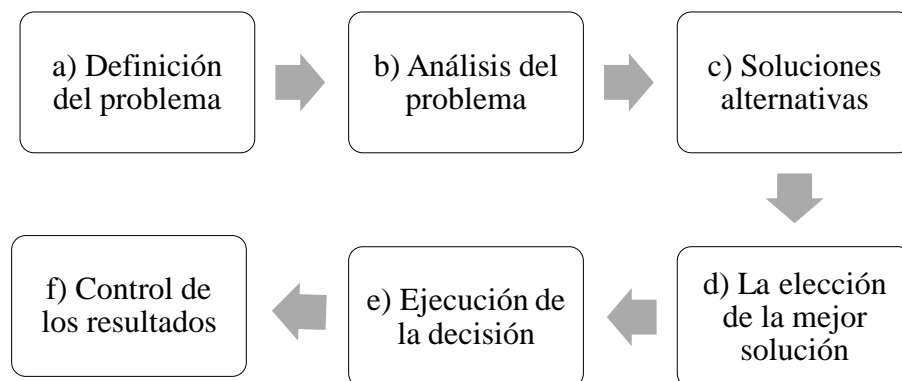 a) Definición
del problema
b) Análisis del
problema
c) Soluciones
alternativas
d) La elección
de la mejor
solución
e) Ejecución de
la decisión
f) Control de
los resultados